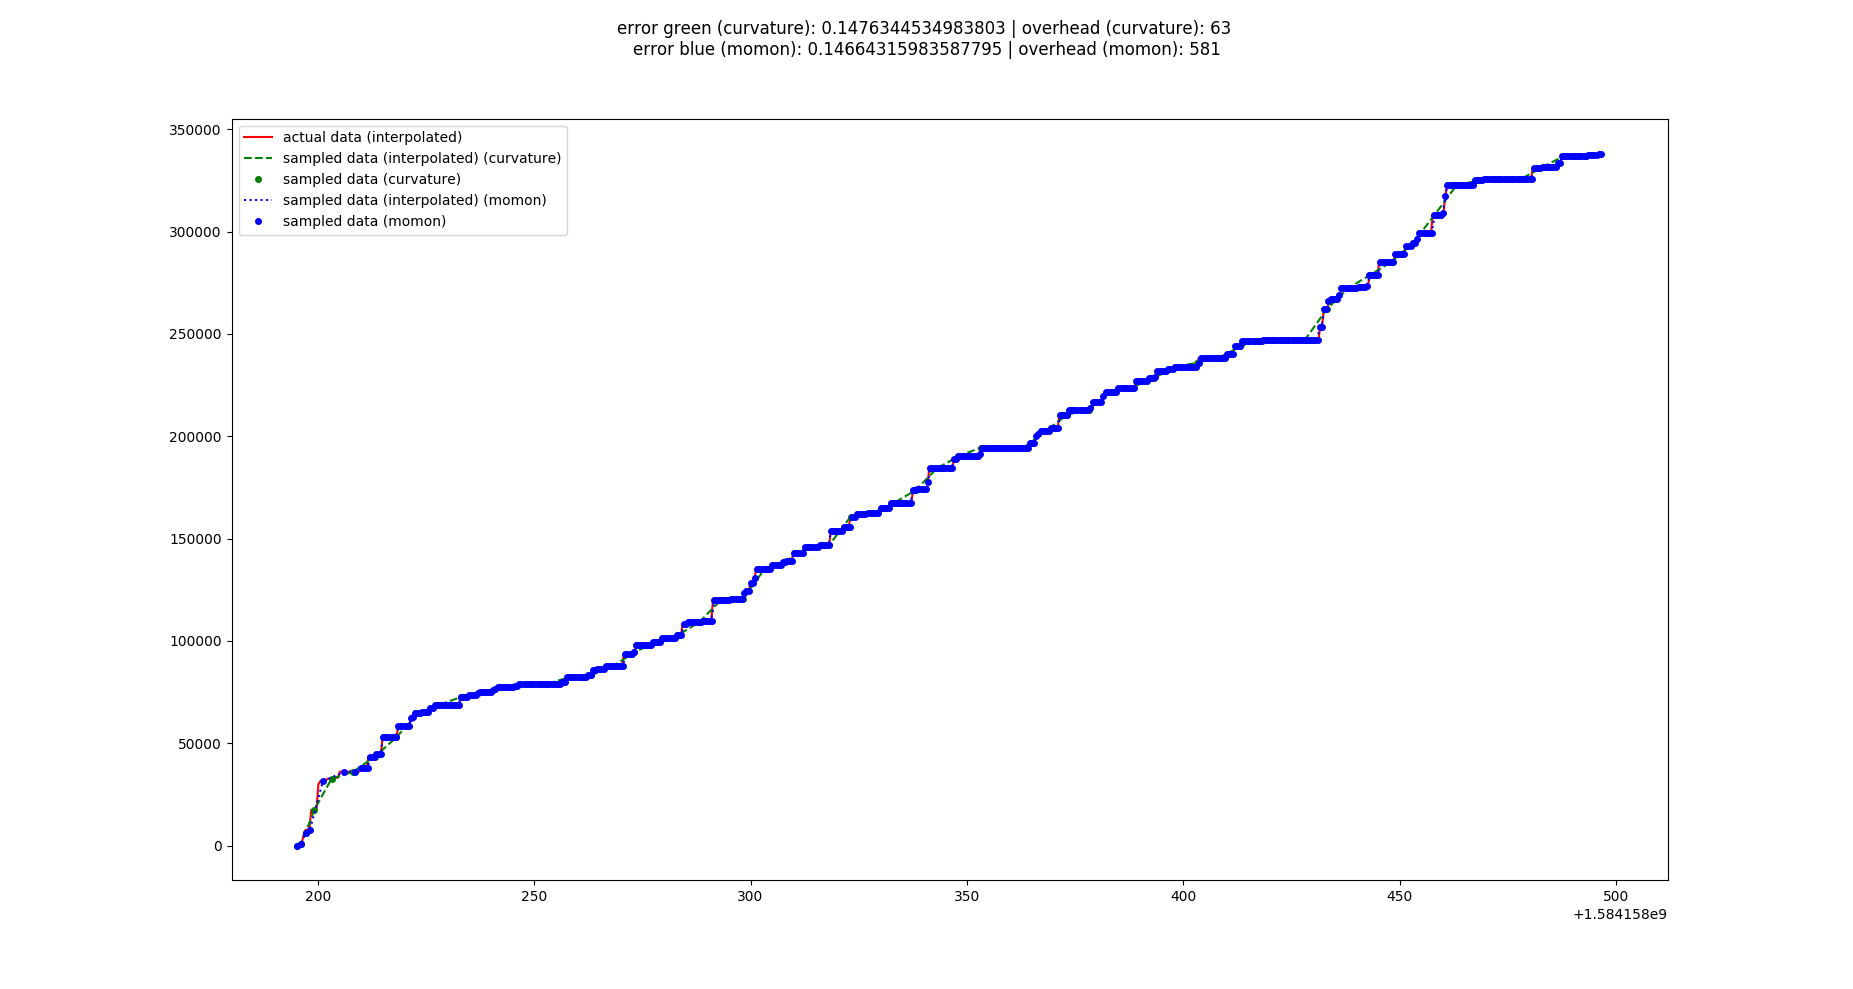 error green (curvature): 0.1476344534983803 | overhead (curvature): 63
error blue (momon): 0.14664315983587795 | overhead (momon): 581
350000
300000
250000
200000
150000
100000
50000
0
actual data (interpolated)
sampled data (interpolated) (curvature)
sampled data (curvature)
sampled data (interpolated) (momon)
sampled data (momon)
200 250 300 350 400 450 500
+1.584158e9